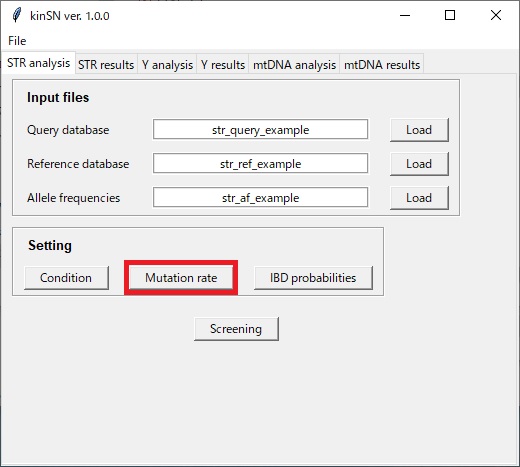 kinSN ver. 1.0.0
File
STR analysis STR results Y analysis Y results mtDNA analysis mtDNA results
Input files
Query database str_query_example Load
Reference database str_ref_example Load
Allele frequencies str_af_example Load
Setting
Condition Mutation rate IBD probabilities
Screening